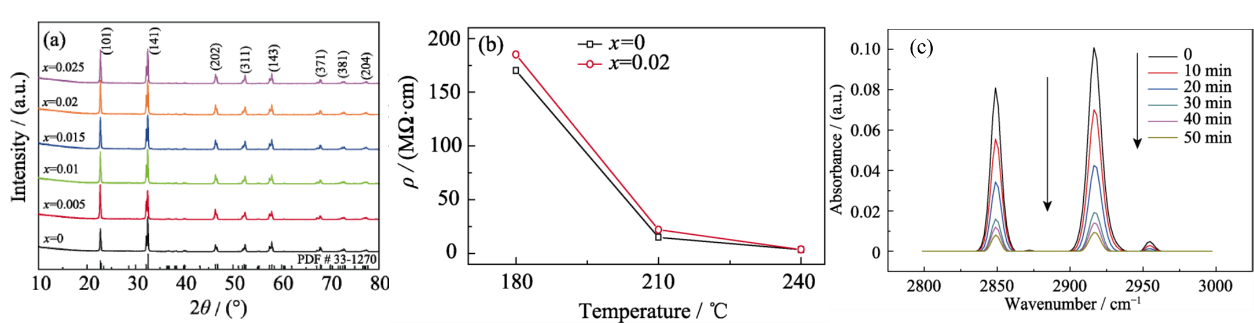 (a)
(101)
(141)
(202)
(311)
(143)
(371)
(381)
(204)
x=0.025
x=0.02
x=0.015
x=0.01
x=0.005
x=0
PDF # 33-1270
Intensity / (a.u.)
10 20 30 40 50 60 70 80
2θ / (°)
(b)
x=0
x=0.02
200
150
100
50
0
ρ / (MΩ·cm)
180 210 240
Temperature / ℃
(c)
0
10 min
20 min
30 min
40 min
50 min
0.10
0.08
0.06
0.04
0.02
0
Absorbance / (a.u.)
2800 2850 2900 2950 3000
Wavenumber / cm⁻¹